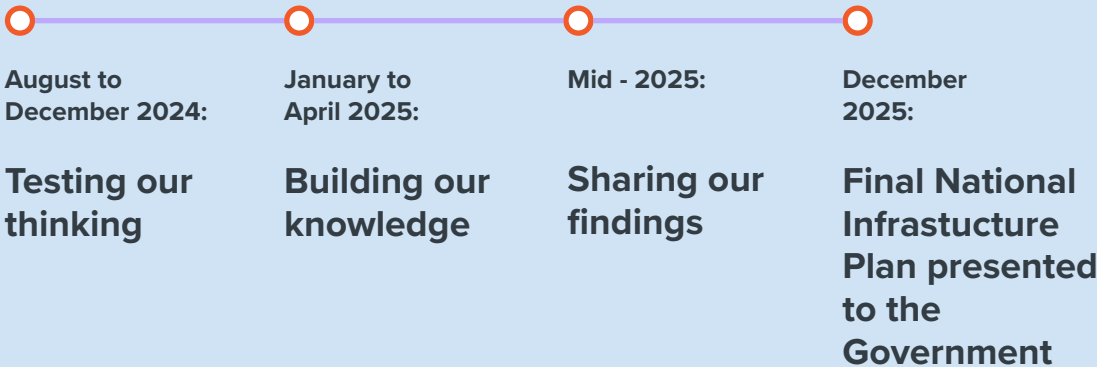 August to
December 2024:
Testing our
thinking
January to
April 2025:
Building our
knowledge
Mid - 2025:
Sharing our
findings
December
2025:
Final National
Infrastucture
Plan presented
to the
Government